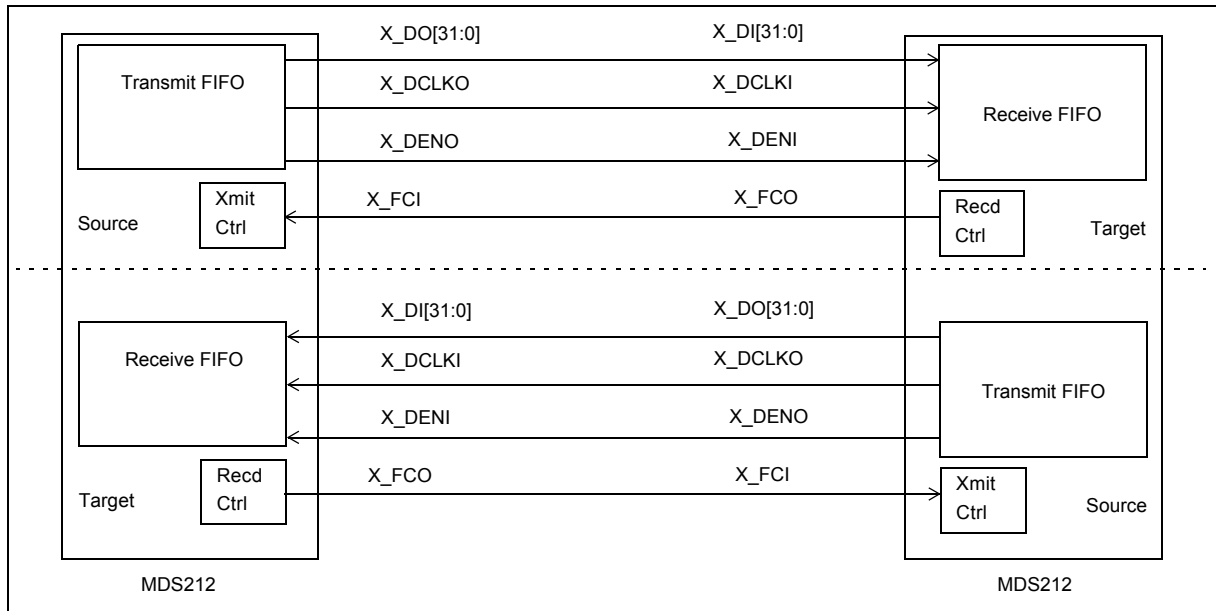 X_DO[31:0] X_DI[31:0]
Transmit FIFO
X_DCLKO X_DCLKI
Receive FIFO
X_DENO X_DENI
Xmit
Ctrl
X_FCI X_FCO
Recd
Ctrl
Source
Target
X_DI[31:0] X_DO[31:0]
Receive FIFO
X_DCLKI X_DCLKO
Transmit FIFO
X_DENI X_DENO
Recd
Ctrl
X_FCO X_FCI
Xmit
Ctrl
Target
Source
MDS212 MDS212